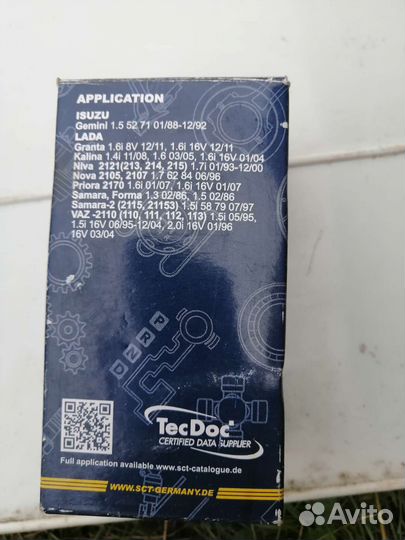 APPLICATION
ISUZU
Gemini 1.5 52 71 01/88-12/92
LADA
Granta 1.6i 8V 12/11, 1.6i 16V 12/11
Kalina 1.4i 11/08, 1.6 03/05, 1.6i 16V 01/04
Niva 2121(213, 214, 215) 1.7i 01/93-12/00
Nova 2105, 2107 1.7 62 84 06/96
Priora 2170 1.6i 01/07, 1.6i 16V 01/07
Samara, Forma 1.3 02/86, 1.5 02/86
Samara-2 (2115, 21153) 1.5i 58 79 07/97
VAZ -2110 (110, 111, 112, 113) 1.5i 05/95,
1.5i 16V 06/95-12/04, 2.0i 16V 01/96
16V 03/04
DZRP
TecDoc
CERTIFIED DATA SUPPLIER
Full application available www.sct-catalogue.de
WWW.SCT-GERMANY.DE
Avito